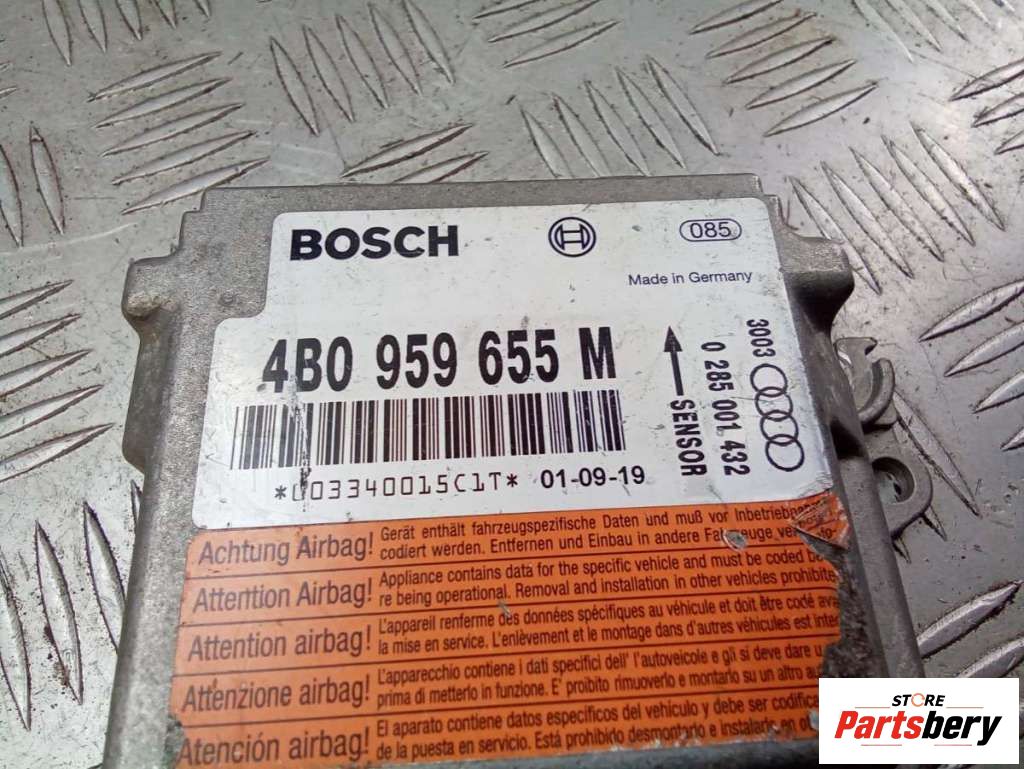 BOSCH
085
Made in Germany
4B0 959 655 M
3003
0 285 001 432
SENSOR
*003340015C1T* 01-09-19
Achtung Airbag! Gerät enthält fahrzeugspezifische Daten und muß vor
codiert werden. Entfernen und Einbau in andere Fahrzeuge
Attention Airbag! Appliance contains data for the specific vehicle and must be coded
re being operational. Removal and installation in other vehicles prohibite
Attention airbag! L'appareil renferme des données spécifiques au véhicule et doit être codé ava
la mise en service. L'enlèvement et le montage dans d'autres véhicules est inter
Attenzione airbag! L'apparecchio contiene i dati specifici dell' l'autoveicole e gli si deve dare u
prima di metterlo in funzione. E' proibito rimuoverlo e montarlo su un altro
Atención airbag! El aparato contiene datos específicos del vehículo y debe ser codific
de la puesta en servicio. Está prohibido desmontarlo e instalarlo en
STORE
Partsbery